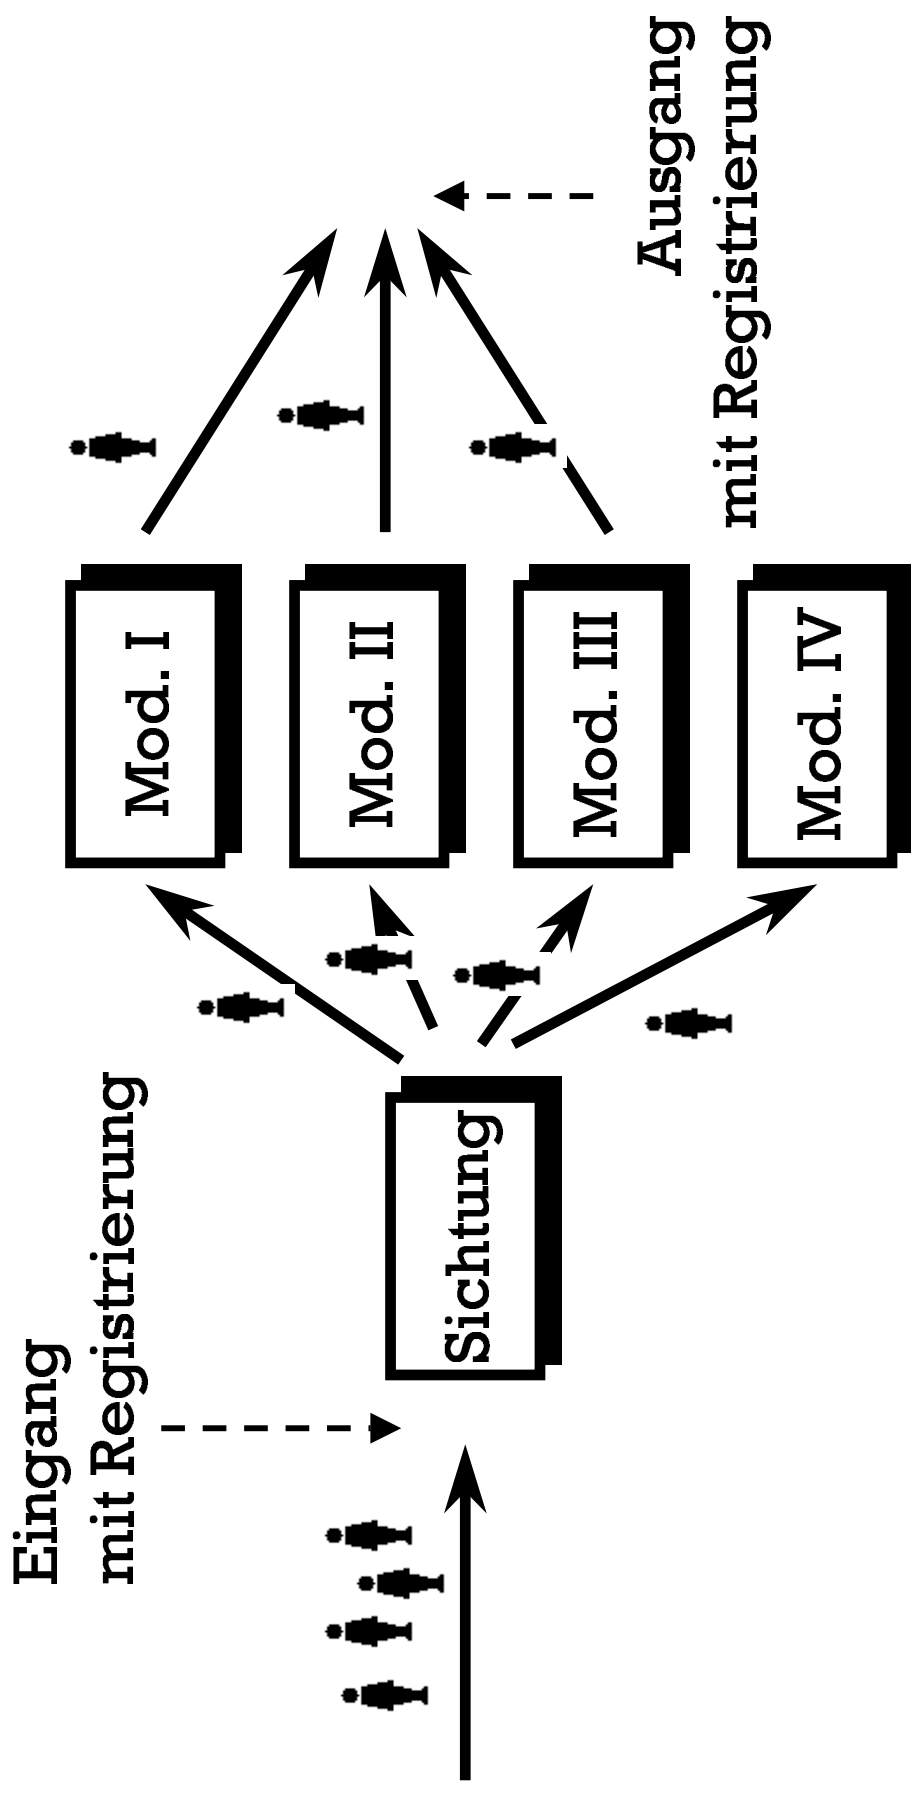 Eingang
mit Registrierung
Sichtung
Mod. I
Mod. II
Mod. III
Mod. IV
Ausgang
mit Registrierung